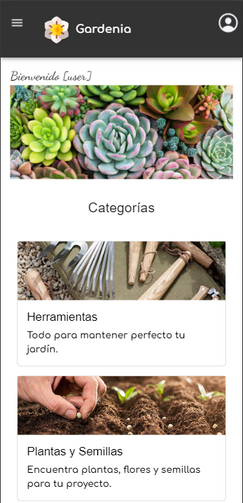 Gardenia
Bienvenido [user]
Categorías
Herramientas
Todo para mantener perfecto tu
jardín.
Plantas y Semillas
Encuentra plantas, flores y semillas
para tu proyecto.